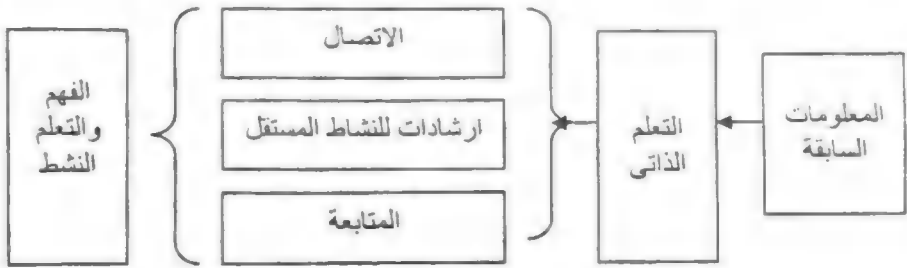 المعلومات
السابقة
التعلم
الذاتى
الاتصال
ارشادات للنشاط المستقل
المتابعة
الفهم
والتعلم
النشط